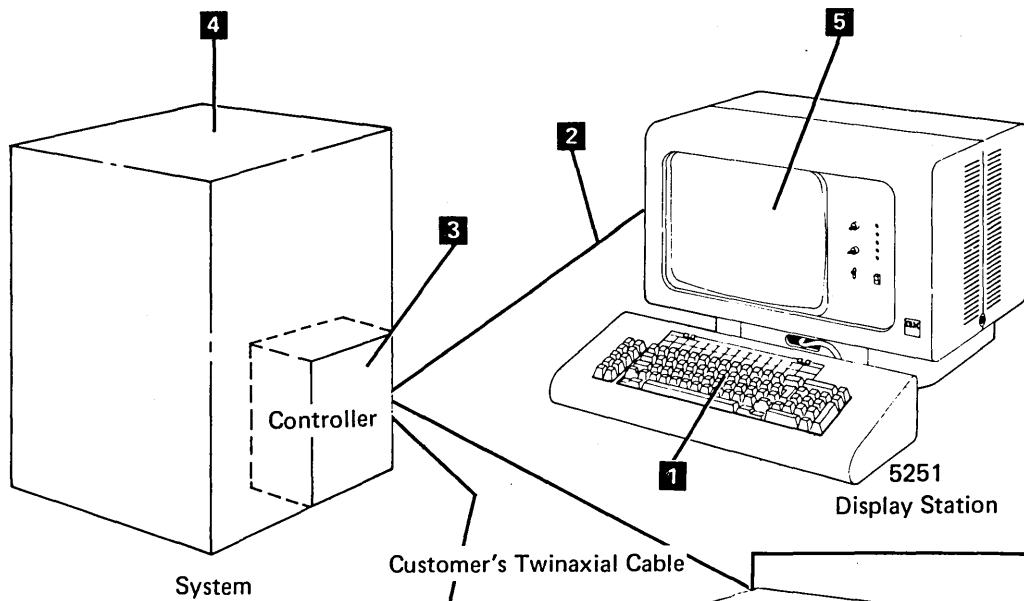 4
5
2
3
Controller
1
5251
Display Station
Customer's Twinaxial Cable
System